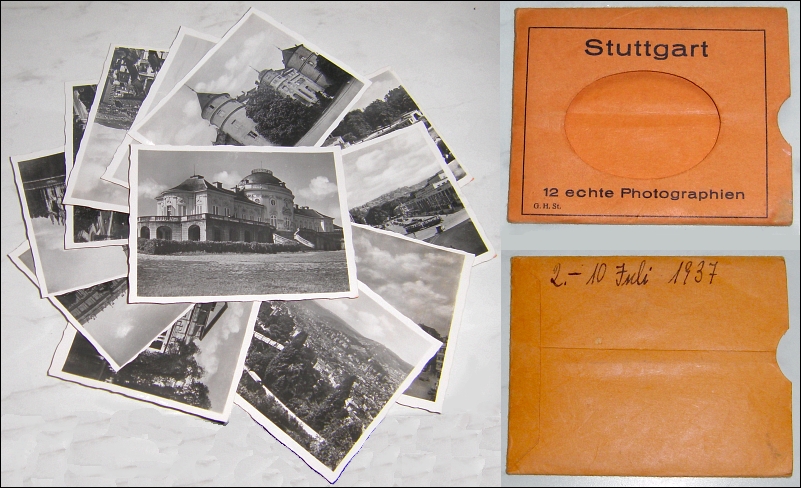 Stuttgart
12 echte Photographien
G. H. St.
2.-10 Juli 1937